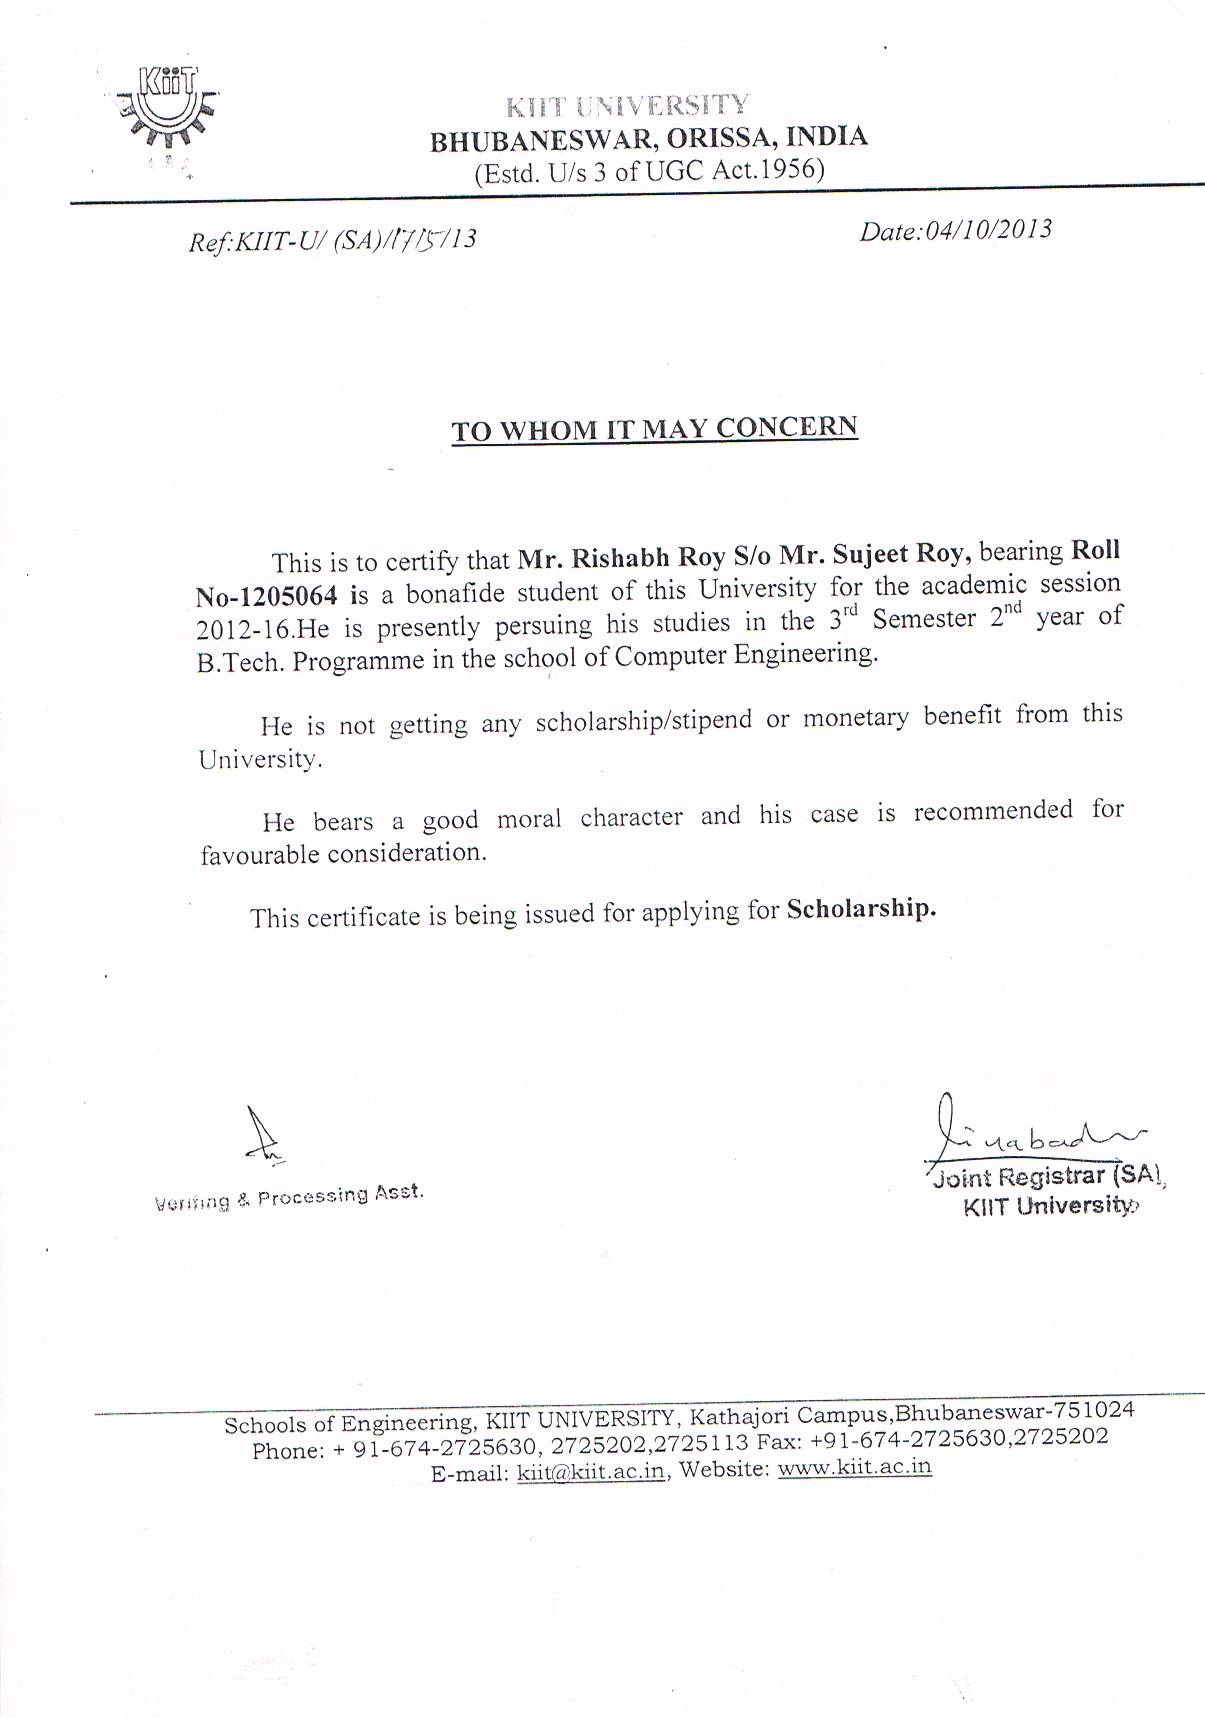 KiiT
KIIT UNIVERSITY
BHUBANESWAR, ORISSA, INDIA
(Estd. U/s 3 of UGC Act.1956)
Ref:KIIT-U/ (SA)/1715/13
Date:04/10/2013
TO WHOM IT MAY CONCERN
This is to certify that Mr. Rishabh Roy S/o Mr. Sujeet Roy, bearing Roll
No-1205064 is a bonafide student of this University for the academic session
2012-16.He is presently persuing his studies in the 3rd Semester 2nd year of
B.Tech. Programme in the school of Computer Engineering.
He is not getting any scholarship/stipend or monetary benefit from this
University.
He bears a good moral character and his case is recommended for
favourable consideration.
This certificate is being issued for applying for Scholarship.
Verifing & Processing Asst.
Joint Registrar (SA),
KIIT University
Schools of Engineering, KIIT UNIVERSITY, Kathajori Campus,Bhubaneswar-751024
Phone: + 91-674-2725630, 2725202,2725113 Fax: +91-674-2725630,2725202
E-mail: kiit@kiit.ac.in, Website: www.kiit.ac.in